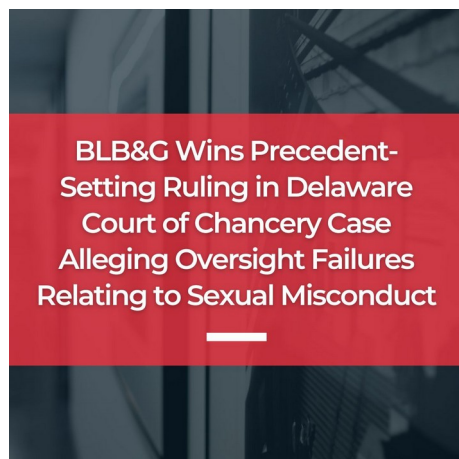 BLB&G Wins Precedent-
Setting Ruling in Delaware
Court of Chancery Case
Alleging Oversight Failures
Relating to Sexual Misconduct